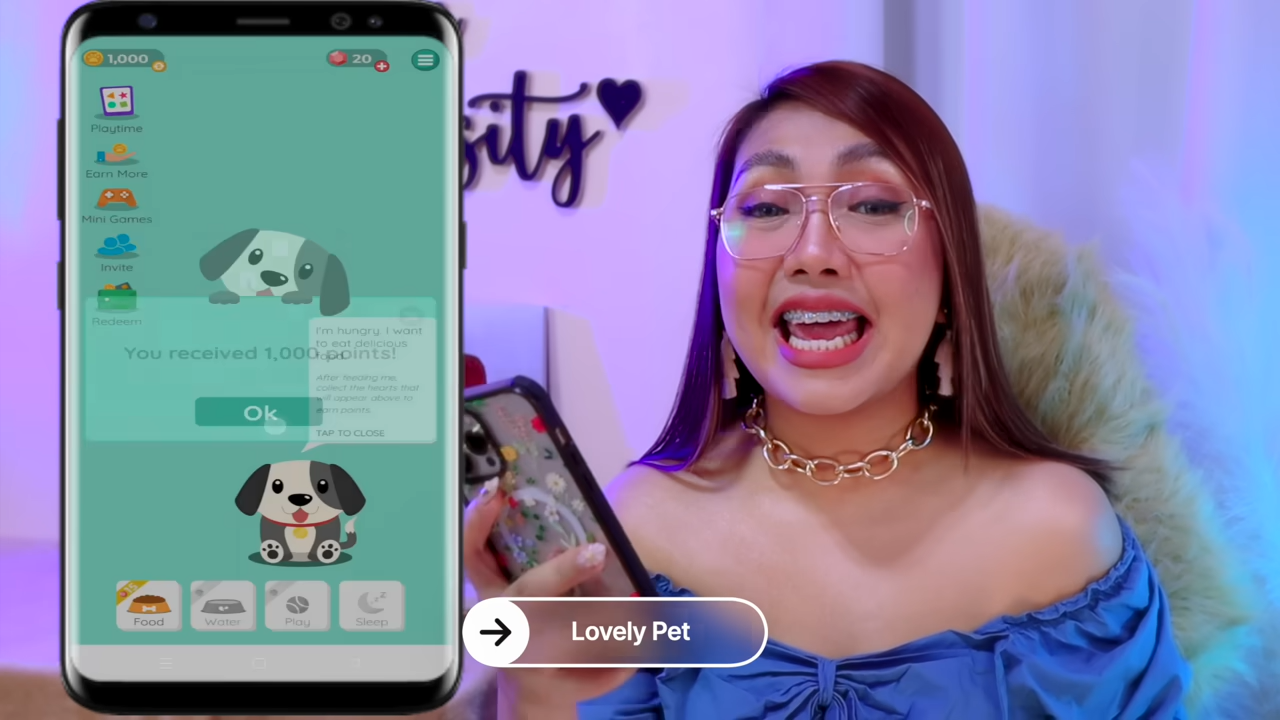 1,000
20
Playtime
Earn More
Mini Games
Invite
Redeem
I'm hungry. I want
to eat delicious
food.
You received 1,000 points!
After feeding me,
collect the hearts that
will appear above to
earn points.
Ok
TAP TO CLOSE
15
Food
Water
Play
Sleep
sity
Lovely Pet